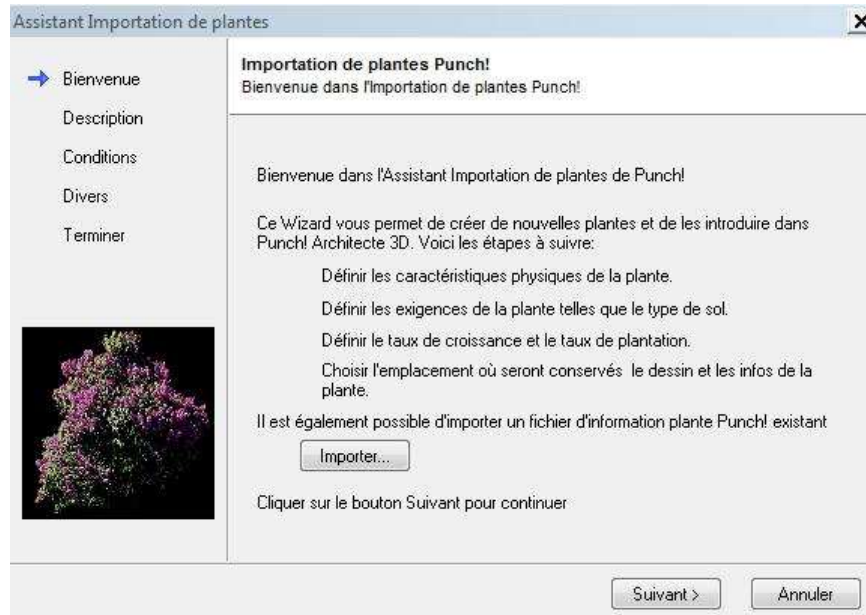 Assistant Importation de plantes
Bienvenue
Description
Conditions
Divers
Terminer
Importation de plantes Punch!
Bienvenue dans l'Importation de plantes Punch!
Bienvenue dans l'Assistant Importation de plantes de Punch!
Ce Wizard vous permet de créer de nouvelles plantes et de les introduire dans
Punch! Architecte 3D. Voici les étapes à suivre:
Définir les caractéristiques physiques de la plante.
Définir les exigences de la plante telles que le type de sol.
Définir le taux de croissance et le taux de plantation.
Choisir l'emplacement où seront conservés le dessin et les infos de la
plante.
Il est également possible d'importer un fichier d'information plante Punch! existant
Importer...
Cliquer sur le bouton Suivant pour continuer
Suivant >
Annuler